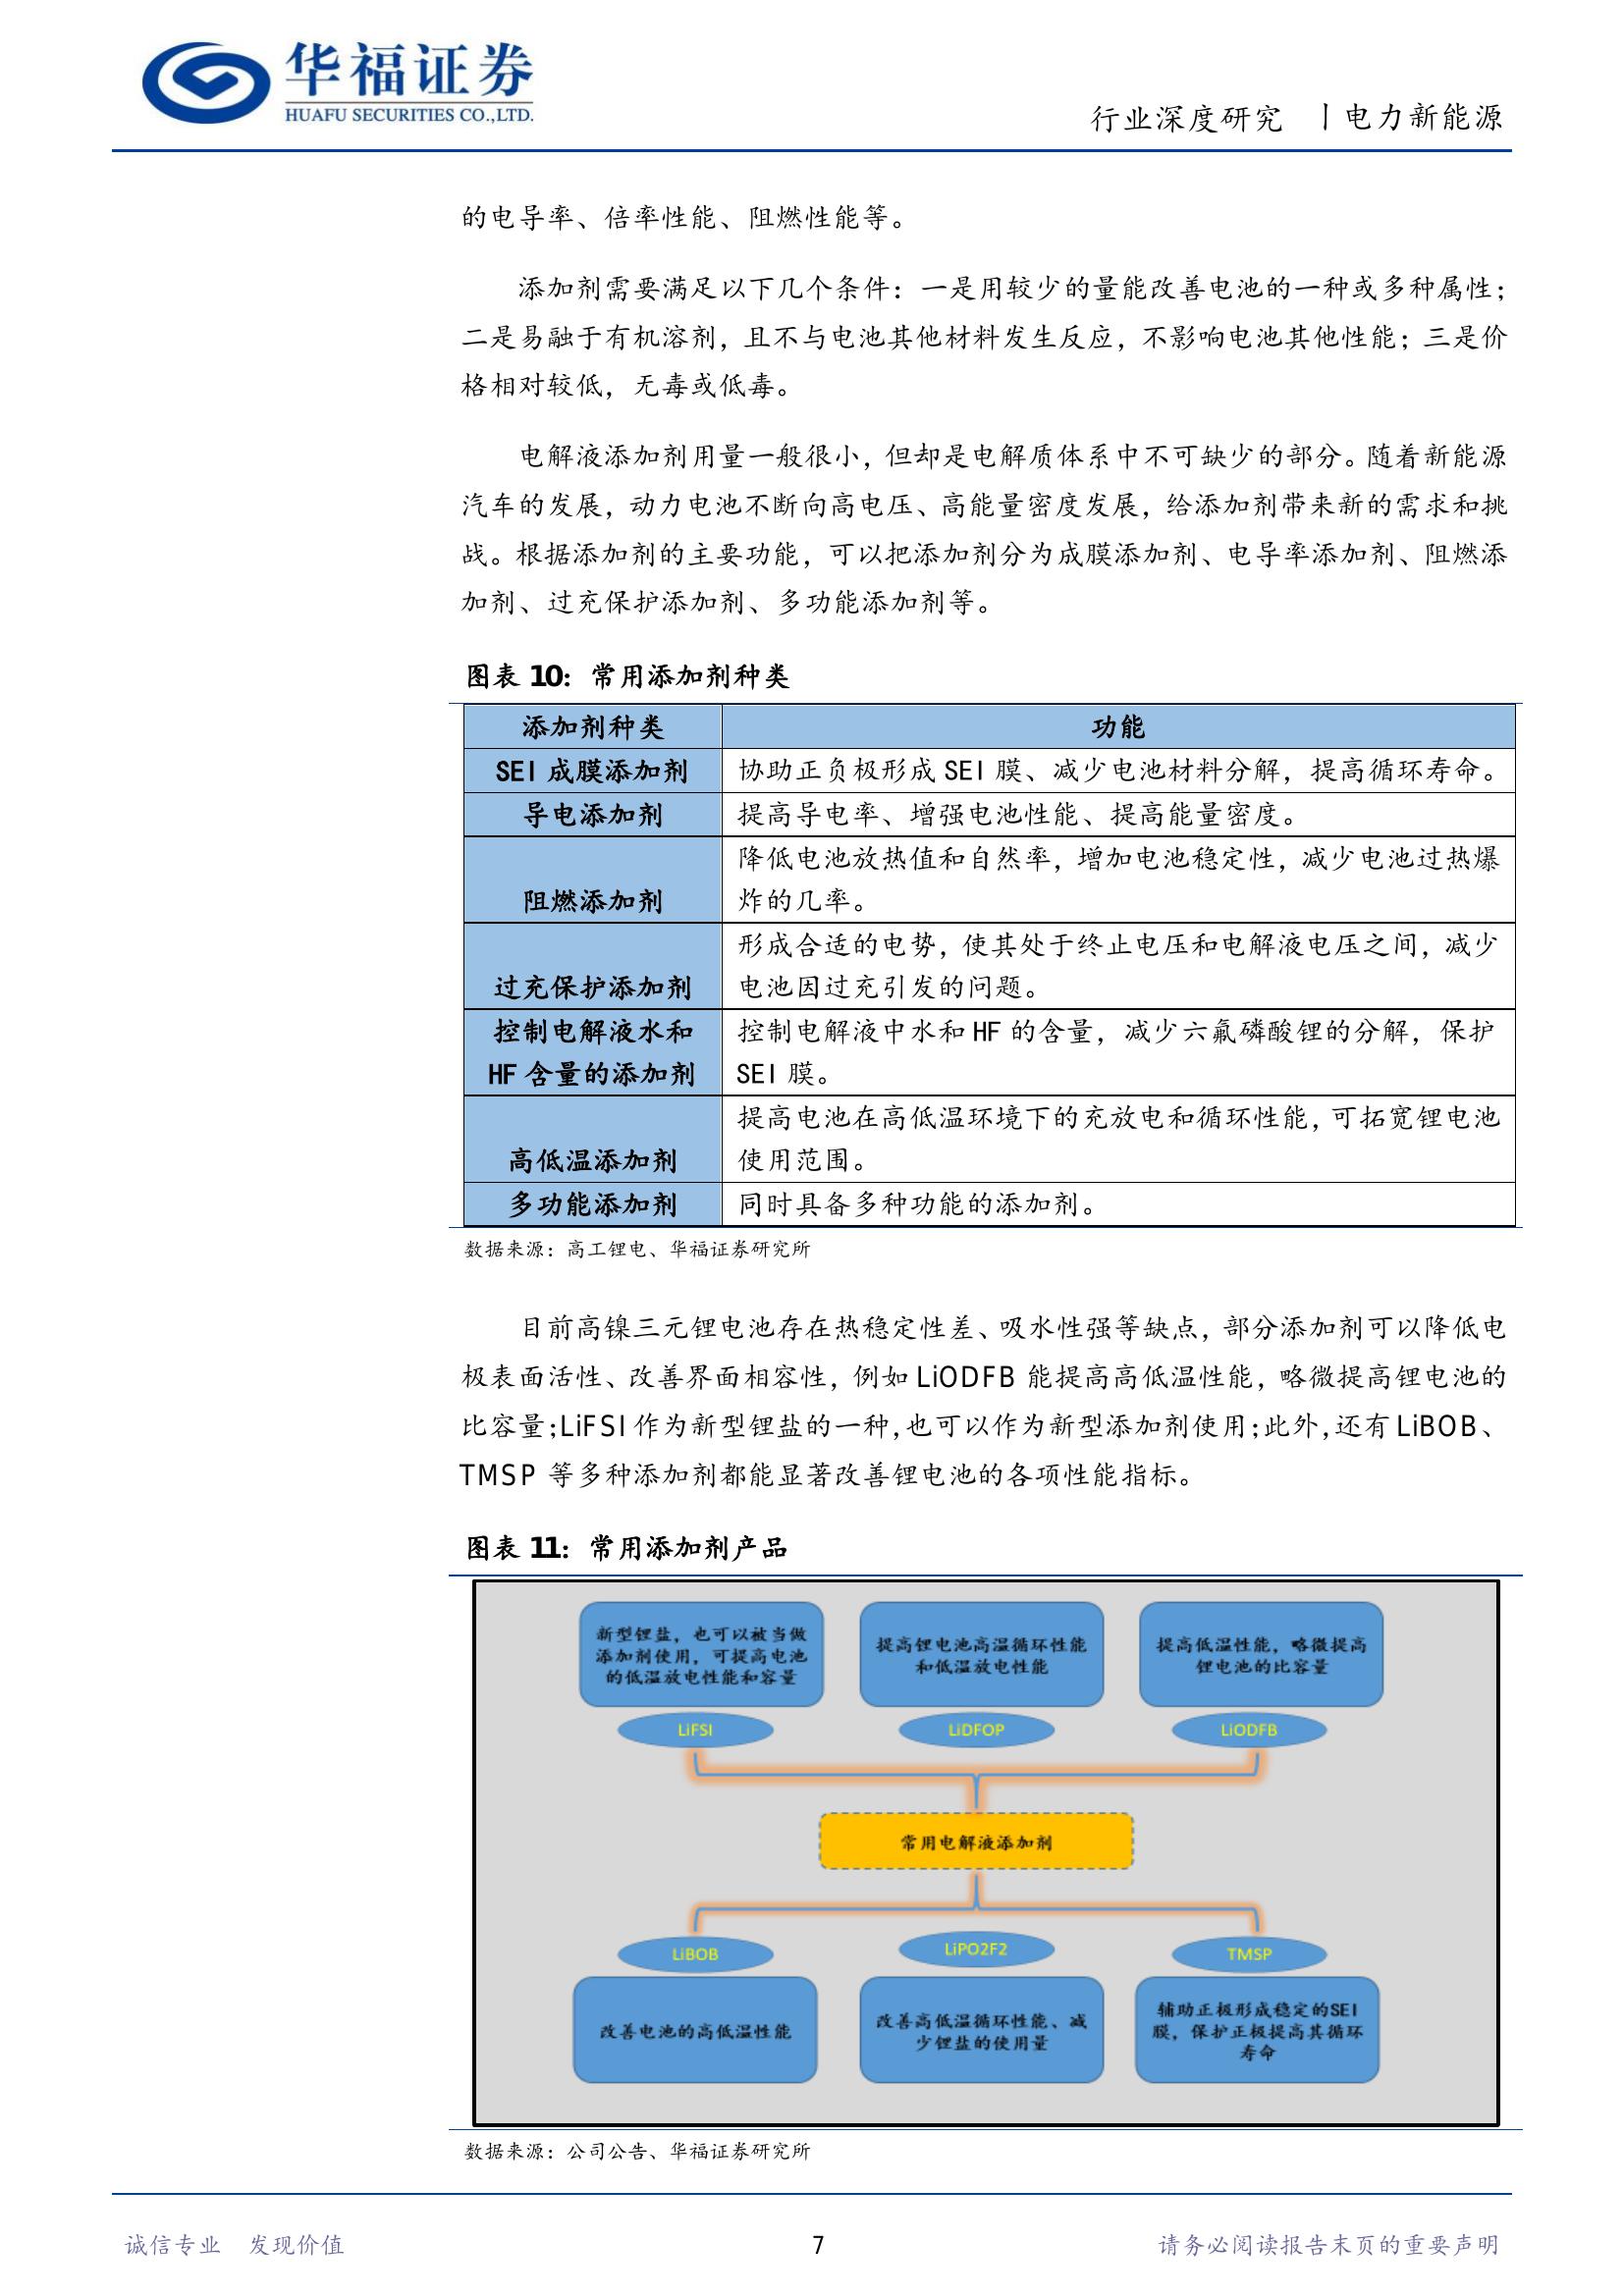 华福证券
HUAFU SECURITIES CO.,LTD.
行业深度研究 丨电力新能源
的电导率、倍率性能、阻燃性能等。
添加剂需要满足以下几个条件：一是用较少的量能改善电池的一种或多种属性；
二是易融于有机溶剂，且不与电池其他材料发生反应，不影响电池其他性能；三是价
格相对较低，无毒或低毒。
电解液添加剂用量一般很小，但却是电解质体系中不可缺少的部分。随着新能源
汽车的发展，动力电池不断向高电压、高能量密度发展，给添加剂带来新的需求和挑
战。根据添加剂的主要功能，可以把添加剂分为成膜添加剂、电导率添加剂、阻燃添
加剂、过充保护添加剂、多功能添加剂等。
图表 10：常用添加剂种类
添加剂种类 功能
SEI 成膜添加剂 协助正负极形成 SEI 膜、减少电池材料分解，提高循环寿命。
导电添加剂 提高导电率、增强电池性能、提高能量密度。
降低电池放热值和自然率，增加电池稳定性，减少电池过热爆
阻燃添加剂 炸的几率。
形成合适的电势，使其处于终止电压和电解液电压之间，减少
过充保护添加剂 电池因过充引发的问题。
控制电解液水和 控制电解液中水和 HF 的含量，减少六氟磷酸锂的分解，保护
HF 含量的添加剂 SEI 膜。
提高电池在高低温环境下的充放电和循环性能，可拓宽锂电池
高低温添加剂 使用范围。
多功能添加剂 同时具备多种功能的添加剂。
数据来源：高工锂电、华福证券研究所
目前高镍三元锂电池存在热稳定性差、吸水性强等缺点，部分添加剂可以降低电
极表面活性、改善界面相容性，例如 LiODFB 能提高高低温性能，略微提高锂电池的
比容量；LiFSI 作为新型锂盐的一种，也可以作为新型添加剂使用；此外，还有 LiBOB、
TMSP 等多种添加剂都能显著改善锂电池的各项性能指标。
图表 11：常用添加剂产品
新型锂盐，也可以被当做
添加剂使用，可提高电池
的低温放电性能和容量
提高锂电池高温循环性能
和低温放电性能
提高低温性能，略微提高
锂电池的比容量
LiFSI LiDFOP LiODFB
常用电解液添加剂
LiBOB LiPO2F2 TMSP
改善电池的高低温性能
改善高低温循环性能、减
少锂盐的使用量
辅助正极形成稳定的SEI
膜，保护正极提高其循环
寿命
数据来源：公司公告、华福证券研究所
诚信专业 发现价值 7 请务必阅读报告末页的重要声明